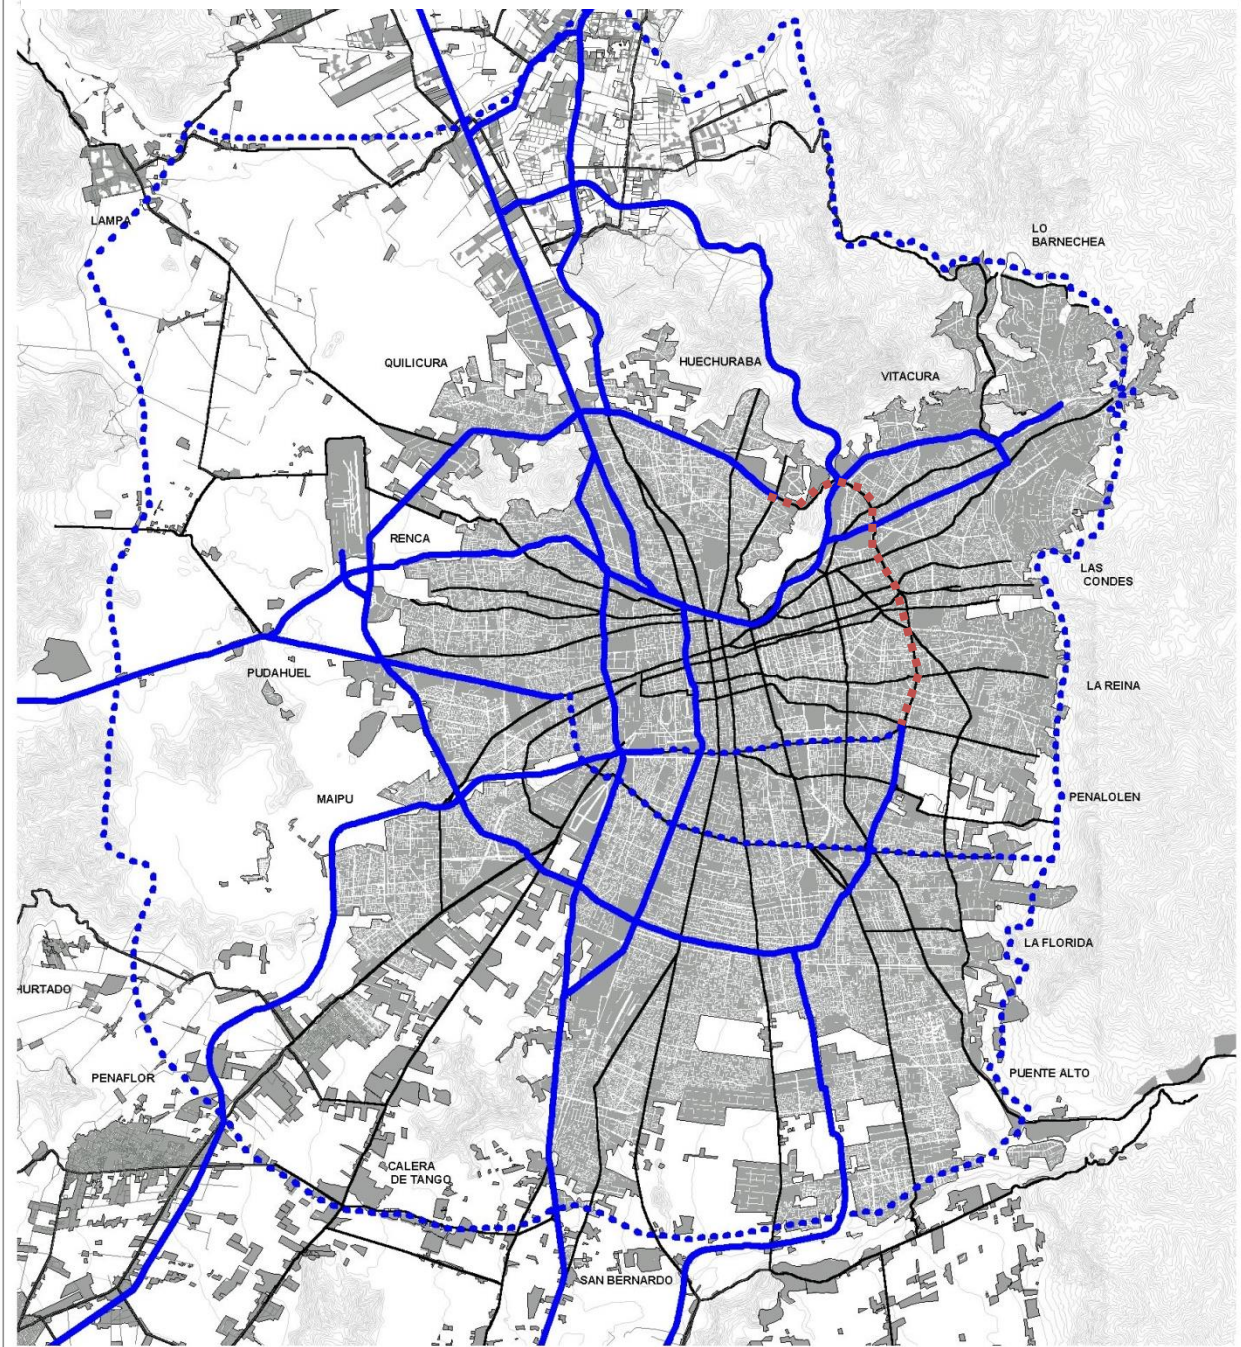 LAMPA
LO
BARNECHEA
QUILICURA
HUECHURABA
VITACURA
RENCA
LAS
CONDES
PUDAHUEL
LA REINA
MAIPU
PENALOLEN
LA FLORIDA
HURTADO
PENAFLOR
PUENTE ALTO
CALERA
DE TANGO
SAN BERNARDO